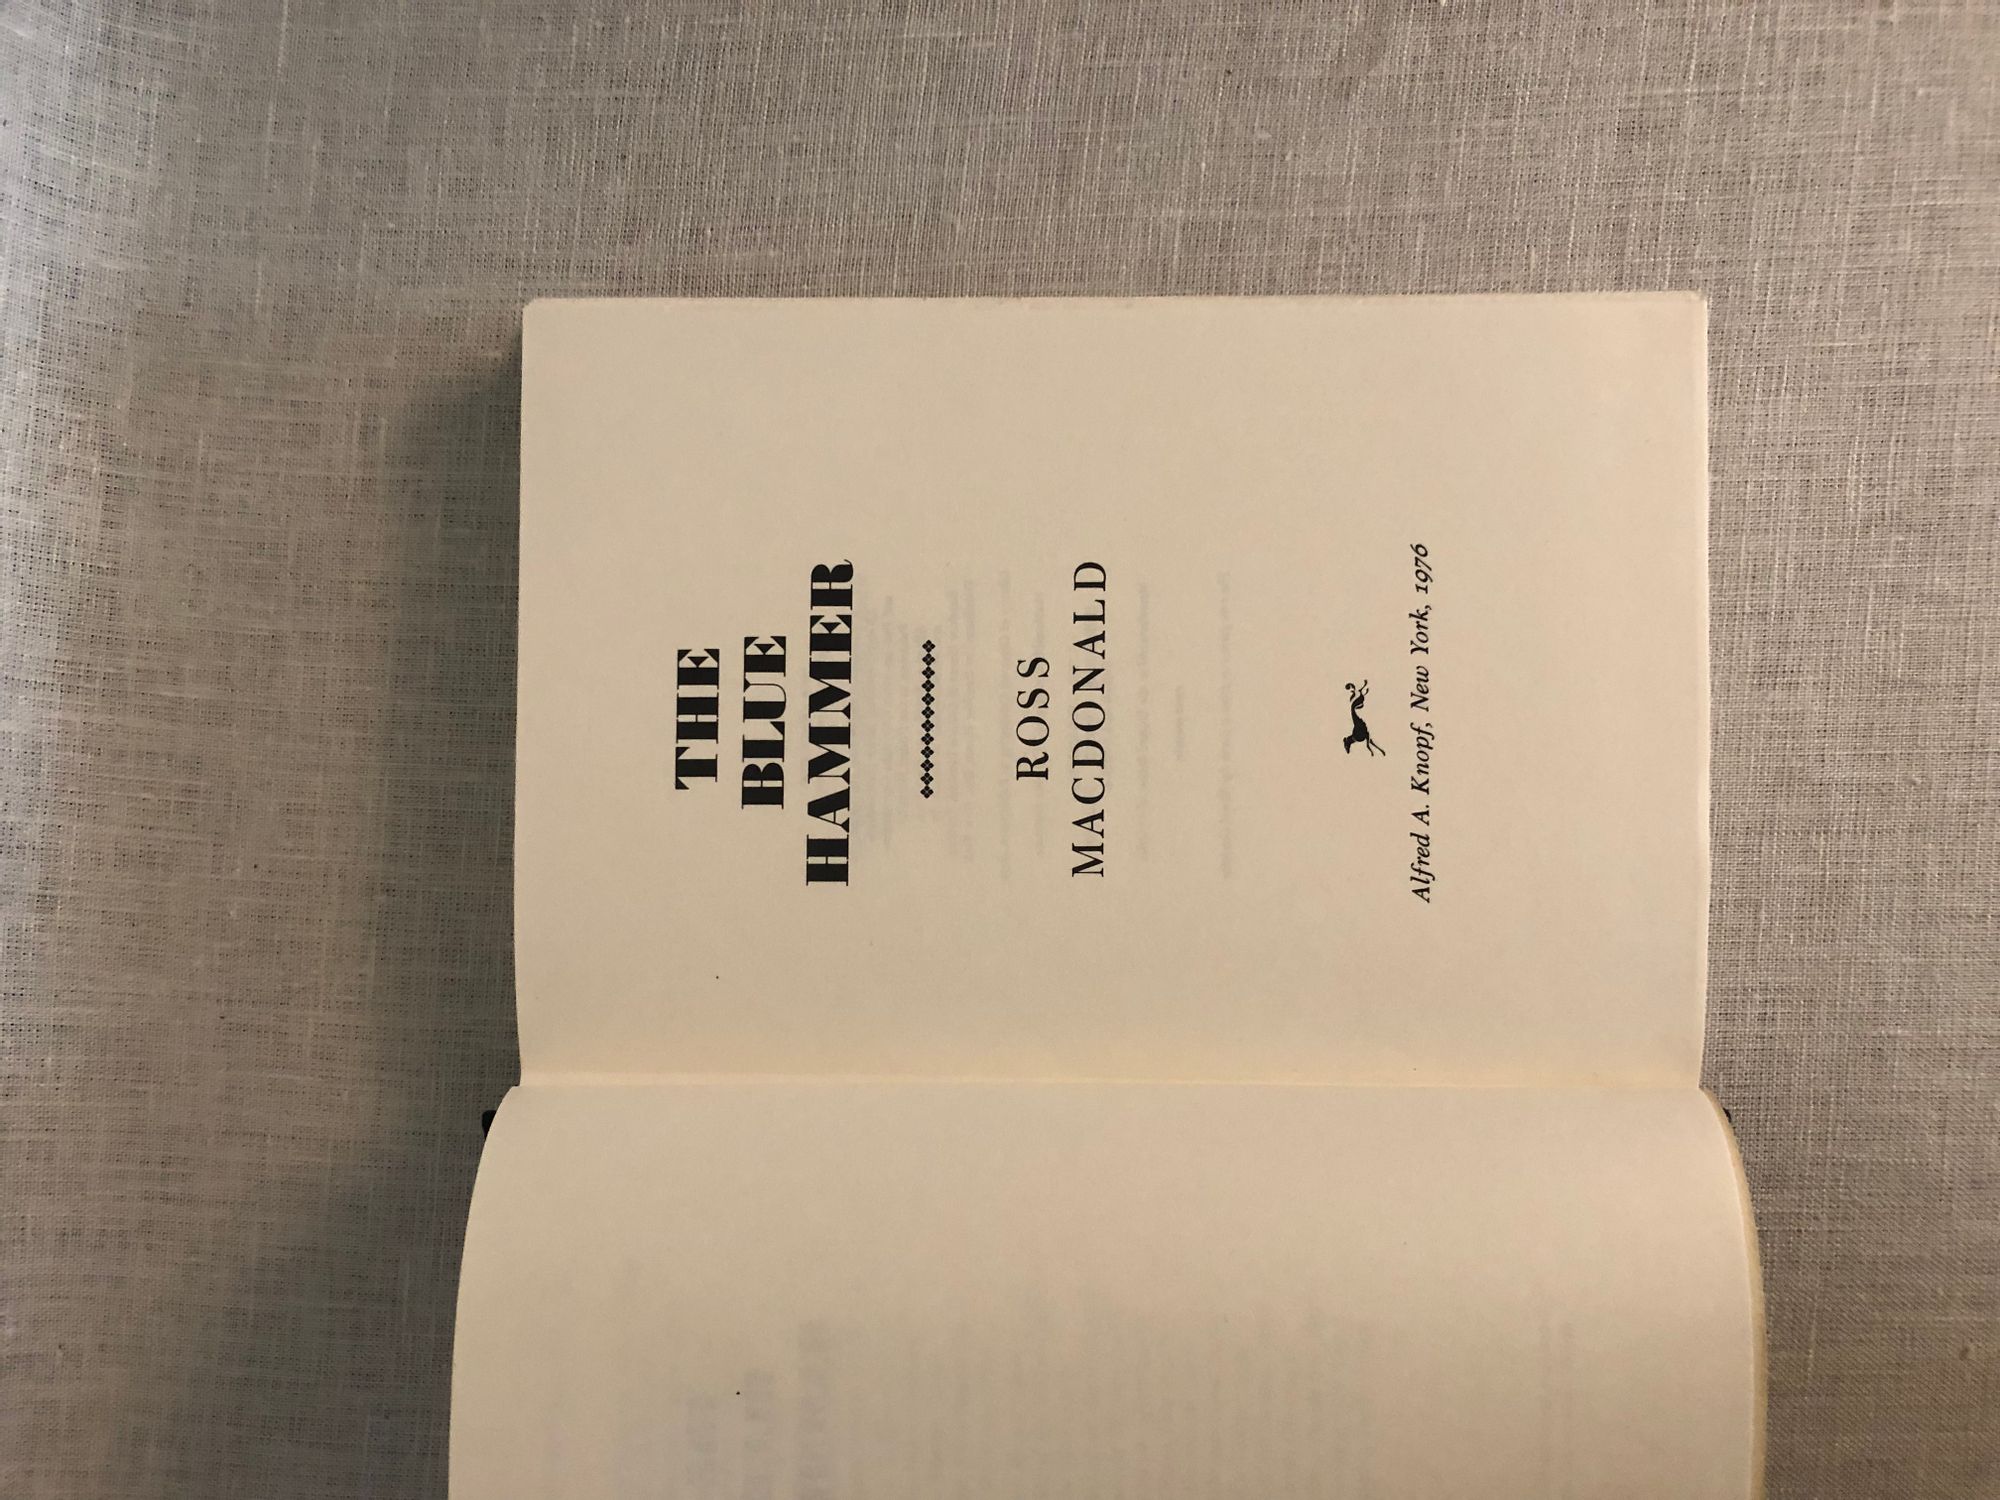 THE
BLUE
HAMMER
ROSS
MACDONALD
Alfred A. Knopf, New York, 1976